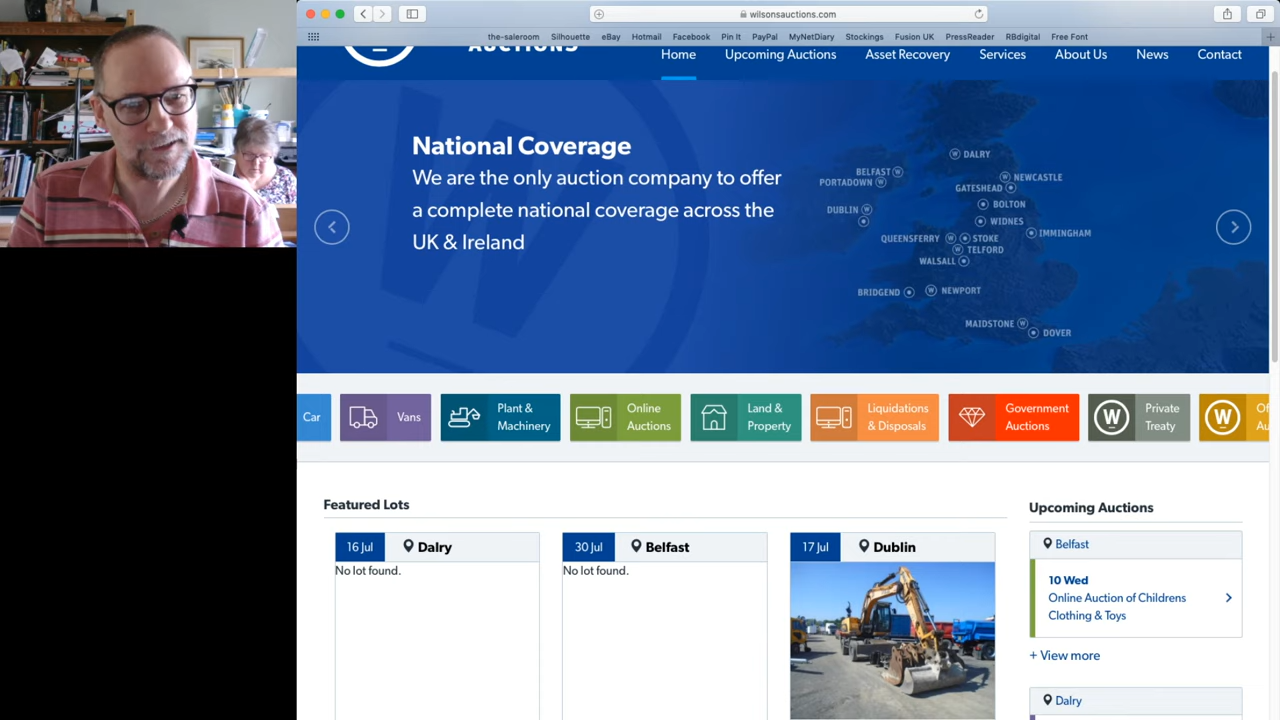 wilsonsauctions.com
the-saleroom Silhouette eBay Hotmail Facebook Pin It PayPal MyNetDiary Stockings Fusion UK PressReader RBdigital Free Font
AUCTIONS
Home Upcoming Auctions Asset Recovery Services About Us News Contact
National Coverage
We are the only auction company to offer
a complete national coverage across the
UK & Ireland
DALRY
BELFAST
PORTADOWN
NEWCASTLE
GATESHEAD
BOLTON
DUBLIN
WIDNES
IMMINGHAM
QUEENSFERRY
STOKE
TELFORD
WALSALL
BRIDGEND
NEWPORT
MAIDSTONE
DOVER
Car
Vans
Plant &
Machinery
Online
Auctions
Land &
Property
Liquidations
& Disposals
Government
Auctions
W
Private
Treaty
W
Of
Au
Featured Lots
16 Jul Dalry
No lot found.
30 Jul Belfast
No lot found.
17 Jul Dublin
Upcoming Auctions
Belfast
10 Wed
Online Auction of Childrens
Clothing & Toys
+ View more
Dalry